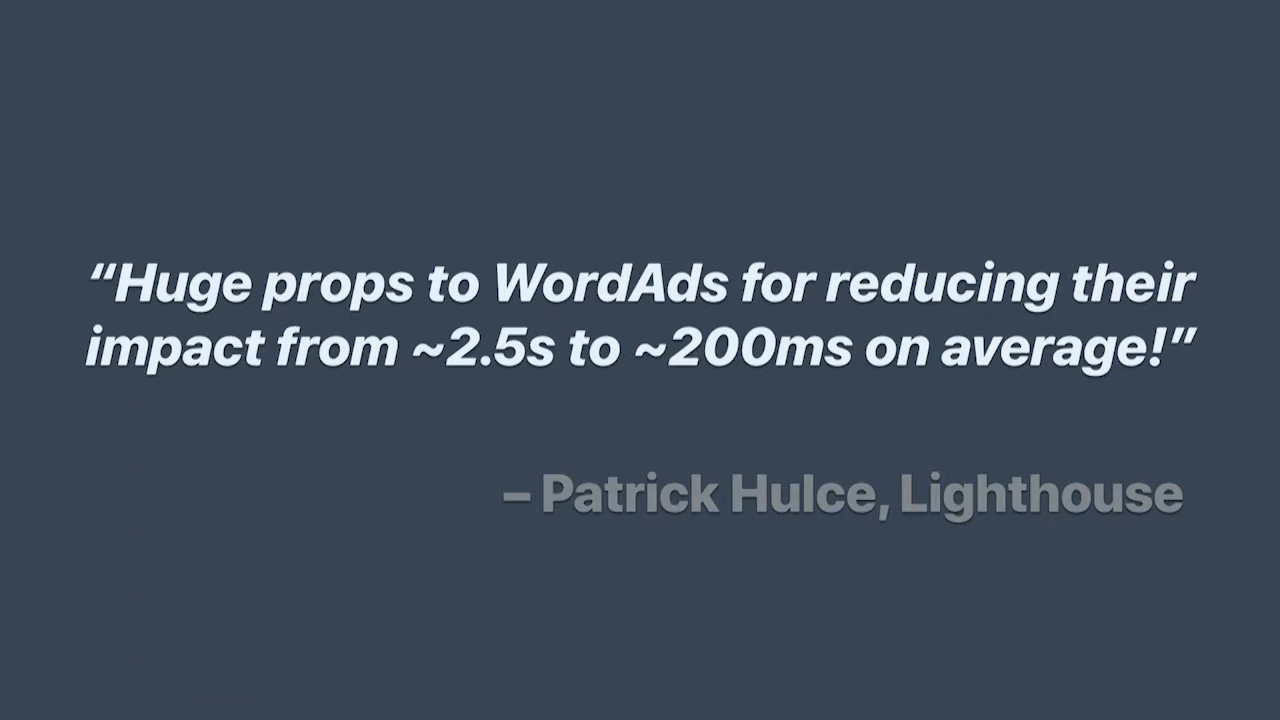 “Huge props to WordAds for reducing their
impact from ~2.5s to ~200ms on average!”
– Patrick Hulce, Lighthouse